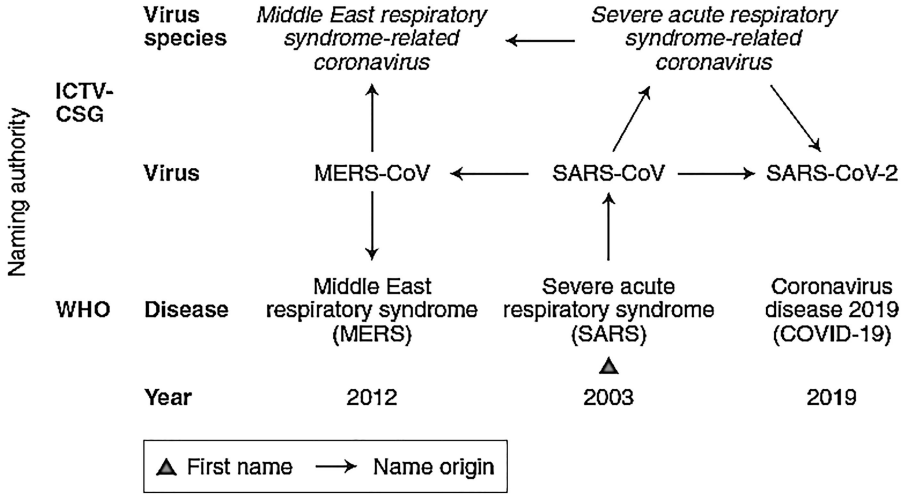 Virus
species
Middle East respiratory
syndrome-related
coronavirus
Severe acute respiratory
syndrome-related
coronavirus
ICTV-
CSG
Naming authority
Virus
MERS-CoV
SARS-CoV
SARS-CoV-2
WHO
Disease
Middle East
respiratory syndrome
(MERS)
Severe acute
respiratory syndrome
(SARS)
Coronavirus
disease 2019
(COVID-19)
Year
2012
2003
2019
First name
Name origin